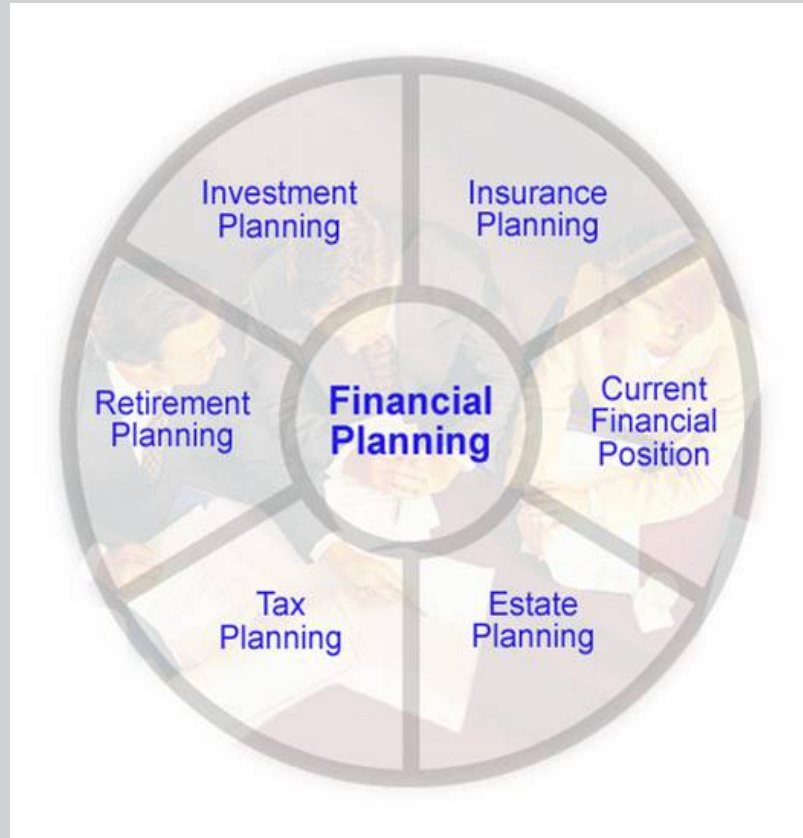 Investment
Planning
Insurance
Planning
Retirement
Planning
Financial
Planning
Current
Financial
Position
Tax
Planning
Estate
Planning